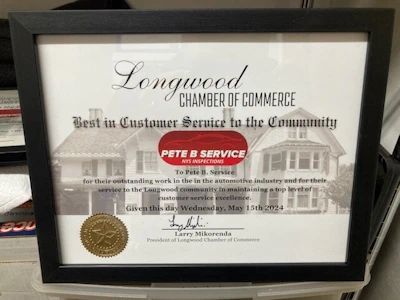 Longwood
CHAMBER OF COMMERCE
Best in Customer Service to the Community
PETE B SERVICE
NYS INSPECTIONS
To Pete B. Service
for their outstanding work in the in the automotive industry and for their
service to the Longwood community in maintaining a top level of
customer service excellence.
Given this day Wednesday, May 15th 2024
Larry Mikorenda
President of Longwood Chamber of Commerce